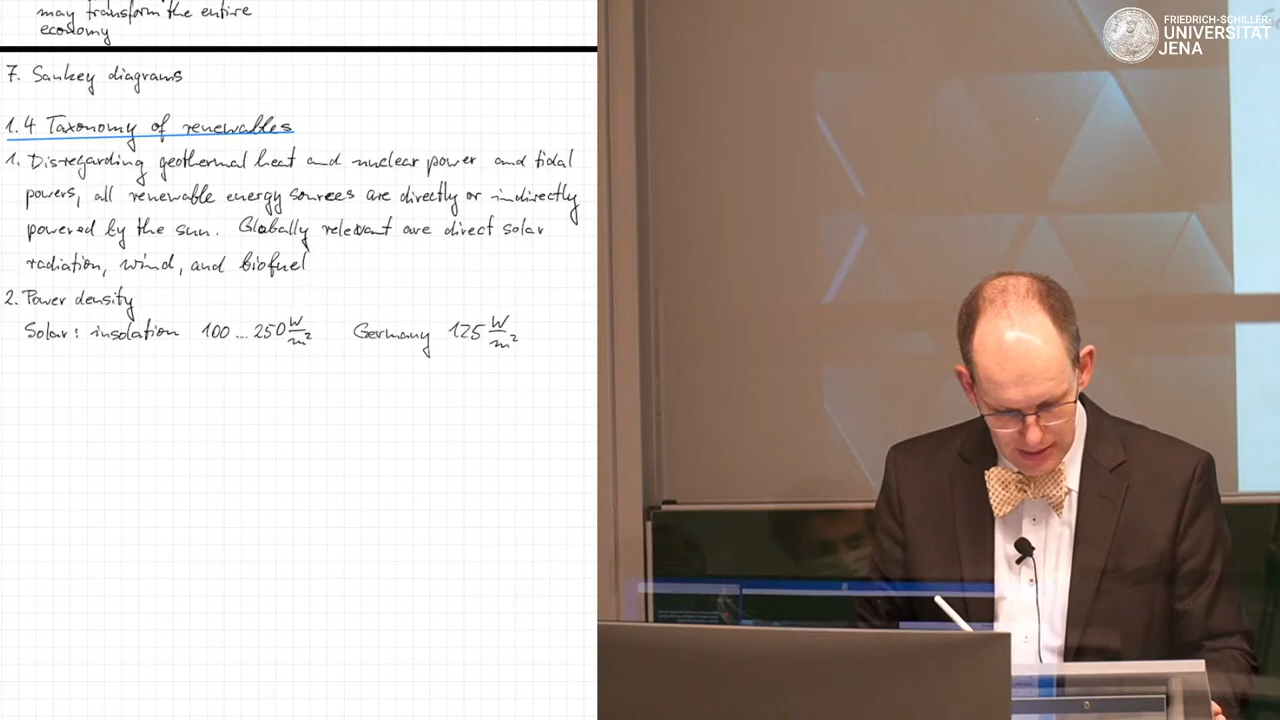 may transform the entire
economy
7. Sankey diagrams
1.4 Taxonomy of renewables
1. Disregarding geothermal heat and nuclear power and tidal
powers, all renewable energy sources are directly or indirectly
powered by the sun. Globally relevant are direct solar
radiation, wind, and biofuel
2. Power density
Solar: insolation 100 ... 250 W/m² Germany 125 W/m²
FRIEDRICH-SCHILLER-
UNIVERSITÄT
JENA